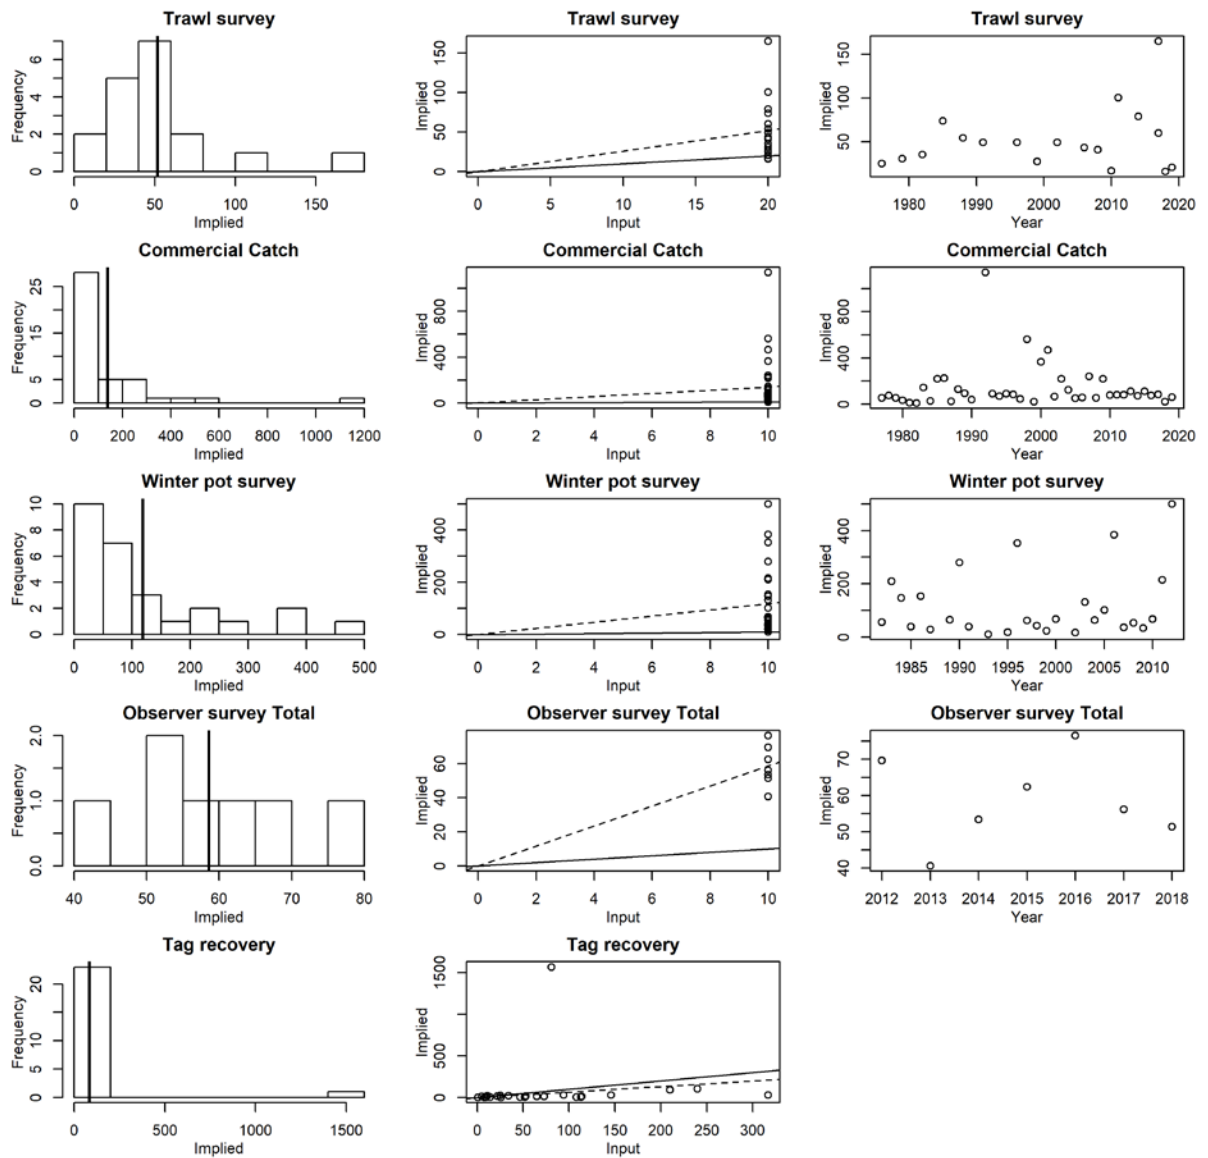 Trawl survey
Frequency
0 2 4 6
0 50 100 150
Implied
Trawl survey
Implied
0 50 100 150
0 5 10 15 20
Input
Trawl survey
Implied
50 100 150
1980 1990 2000 2010 2020
Year
Commercial Catch
Frequency
0 5 15 25
0 200 400 600 800 1000 1200
Implied
Commercial Catch
Implied
0 400 800
0 2 4 6 8 10
Input
Commercial Catch
Implied
0 400 800
1980 1990 2000 2010 2020
Year
Winter pot survey
Frequency
0 2 4 6 8 10
0 100 200 300 400 500
Implied
Winter pot survey
Implied
0 200 400
0 2 4 6 8 10
Input
Winter pot survey
Implied
0 200 400
1985 1990 1995 2000 2005 2010
Year
Observer survey Total
Frequency
0.0 1.0 2.0
40 50 60 70 80
Implied
Observer survey Total
Implied
0 20 40 60
0 2 4 6 8 10
Input
Observer survey Total
Implied
40 50 60 70
2012 2013 2014 2015 2016 2017 2018
Year
Tag recovery
Frequency
0 5 10 20
0 500 1000 1500
Implied
Tag recovery
Implied
0 500 1500
0 50 100 150 200 250 300
Input